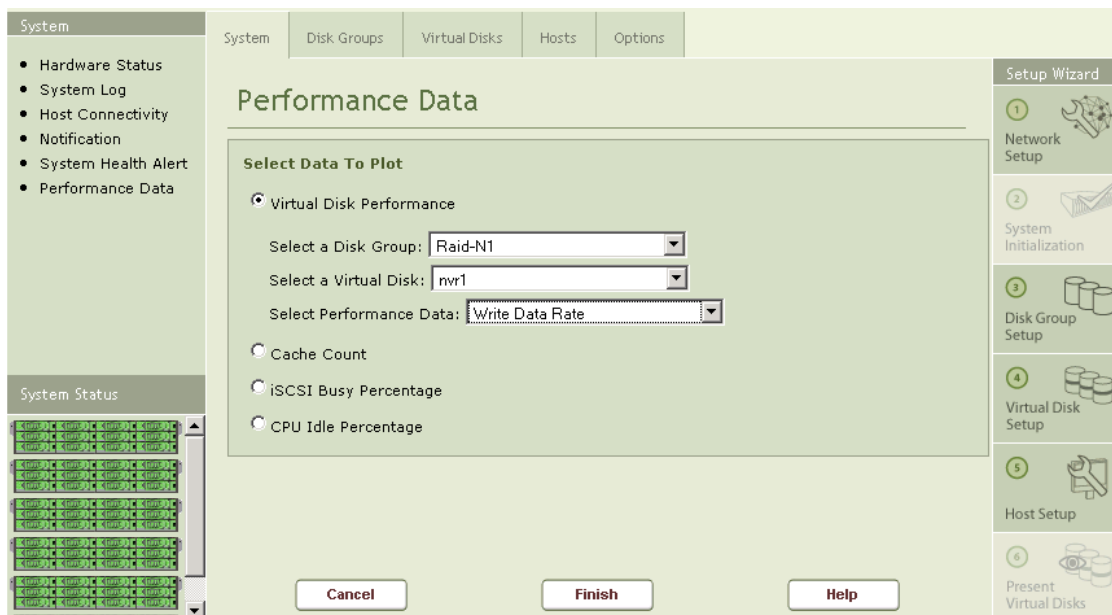 System
Hardware Status
System Log
Host Connectivity
Notification
System Health Alert
Performance Data
System Status
System
Disk Groups
Virtual Disks
Hosts
Options
Performance Data
Select Data To Plot
Virtual Disk Performance
Select a Disk Group: Raid-N1
Select a Virtual Disk: nvr1
Select Performance Data: Write Data Rate
Cache Count
iSCSI Busy Percentage
CPU Idle Percentage
Cancel
Finish
Help
Setup Wizard
1
Network
Setup
2
System
Initialization
3
Disk Group
Setup
4
Virtual Disk
Setup
5
Host Setup
6
Present
Virtual Disks